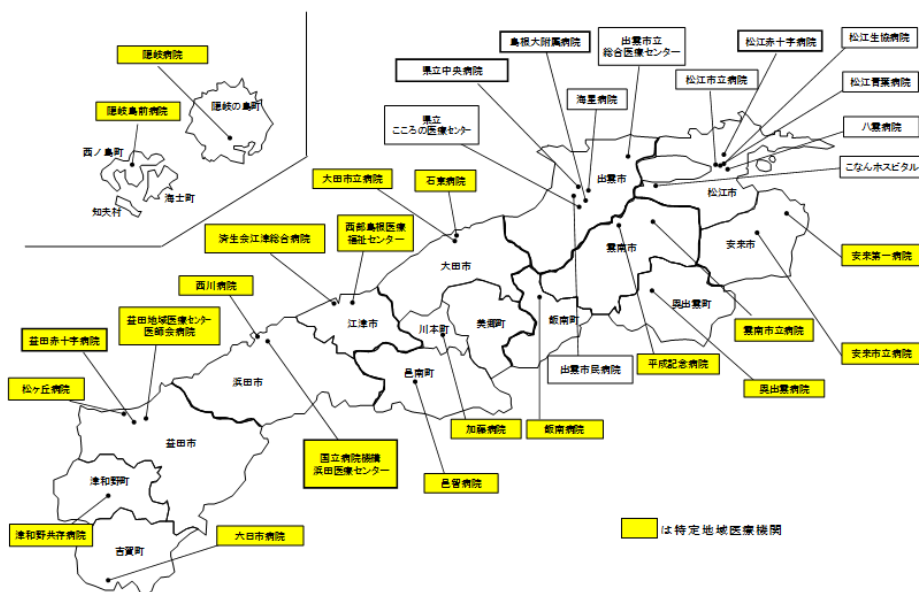 隠岐病院
隠岐島前病院
隠岐の島町
西ノ島町
海士町
知夫村
島根大附属病院
出雲市立
総合医療センター
松江赤十字病院
松江生協病院
県立中央病院
松江市立病院
松江青葉病院
海星病院
県立
こころの医療センター
八雲病院
こなんホスピタル
出雲市
松江市
大田市立病院
石東病院
済生会江津総合病院
西部島根医療
福祉センター
大田市
雲南市
安来市
安来第一病院
西川病院
益田地域医療センター
医師会病院
益田赤十字病院
江津市
川本町
美郷町
飯南町
奥出雲町
雲南市立病院
松ヶ丘病院
浜田市
邑南町
出雲市民病院
平成記念病院
安来市立病院
奥出雲病院
益田市
加藤病院
飯南病院
国立病院機構
浜田医療センター
邑智病院
津和野町
津和野共存病院
大日市病院
吉賀町
は特定地域医療機関